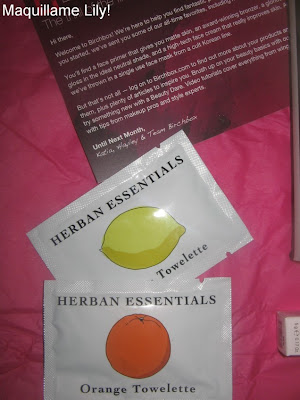 Maquillame Lily!
Hi there,
Welcome to Birchbox! We're here to help you find fantastic
you started, we've sent you some of our all-time favorites, including
You'll find a face primer that gives you matte skin, an award-winning bronzer, a
gloss in the ideal neutral shade, and a high-tech face cream that really improves skin.
we've thrown in a single use face mask from a cult Korean line.
But that's not all — log on to Birchbox.com to find out more about your products and
them, plus plenty of articles to inspire you. Brush up on your beauty basics with our
try something new with a Beauty Dare. Video tutorials cover everything from wing
with tips from makeup pros and style experts.
Until Next Month,
Katia, Hayley & Team Birchbox
HERBAN ESSENTIALS
Towelette
HERBAN ESSENTIALS
Orange Towelette